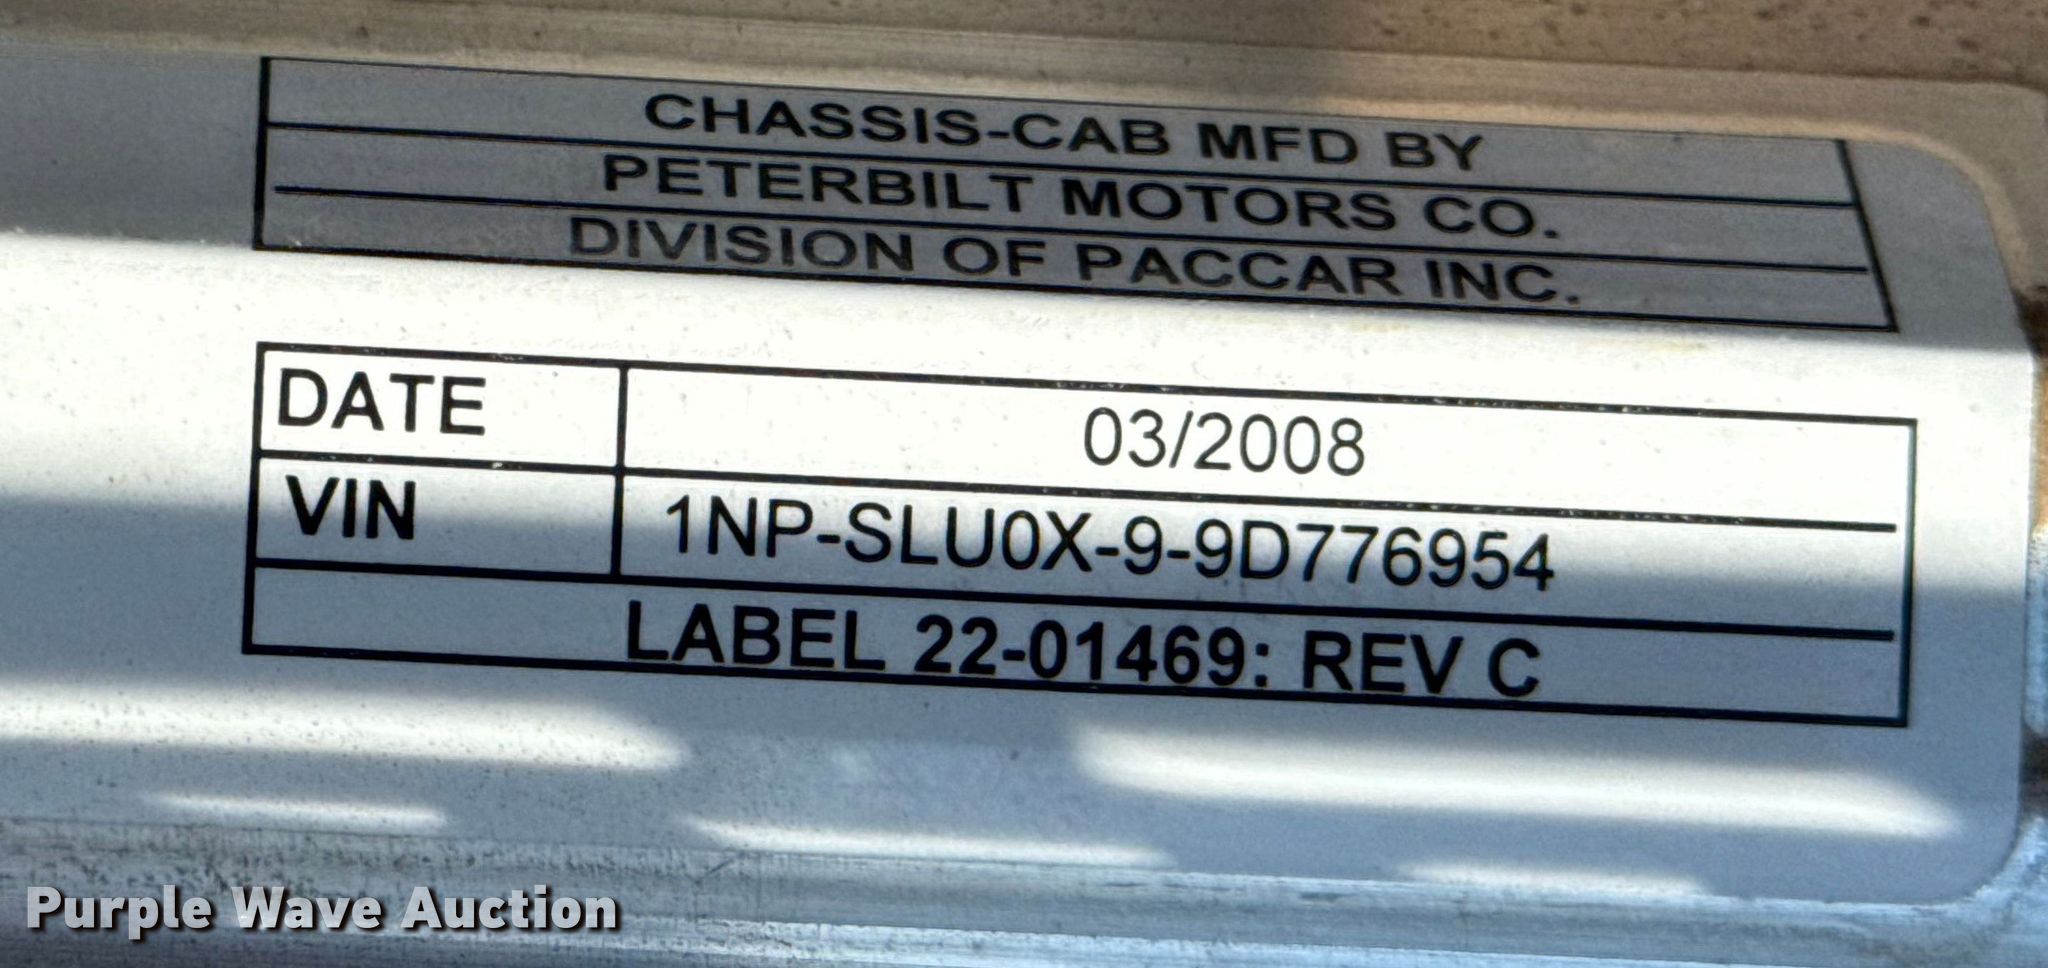 CHASSIS-CAB MFD BY
PETERBILT MOTORS CO.
DIVISION OF PACCAR INC.
DATE 03/2008
VIN 1NP-SLU0X-9-9D776954
LABEL 22-01469: REV C
Purple Wave Auction